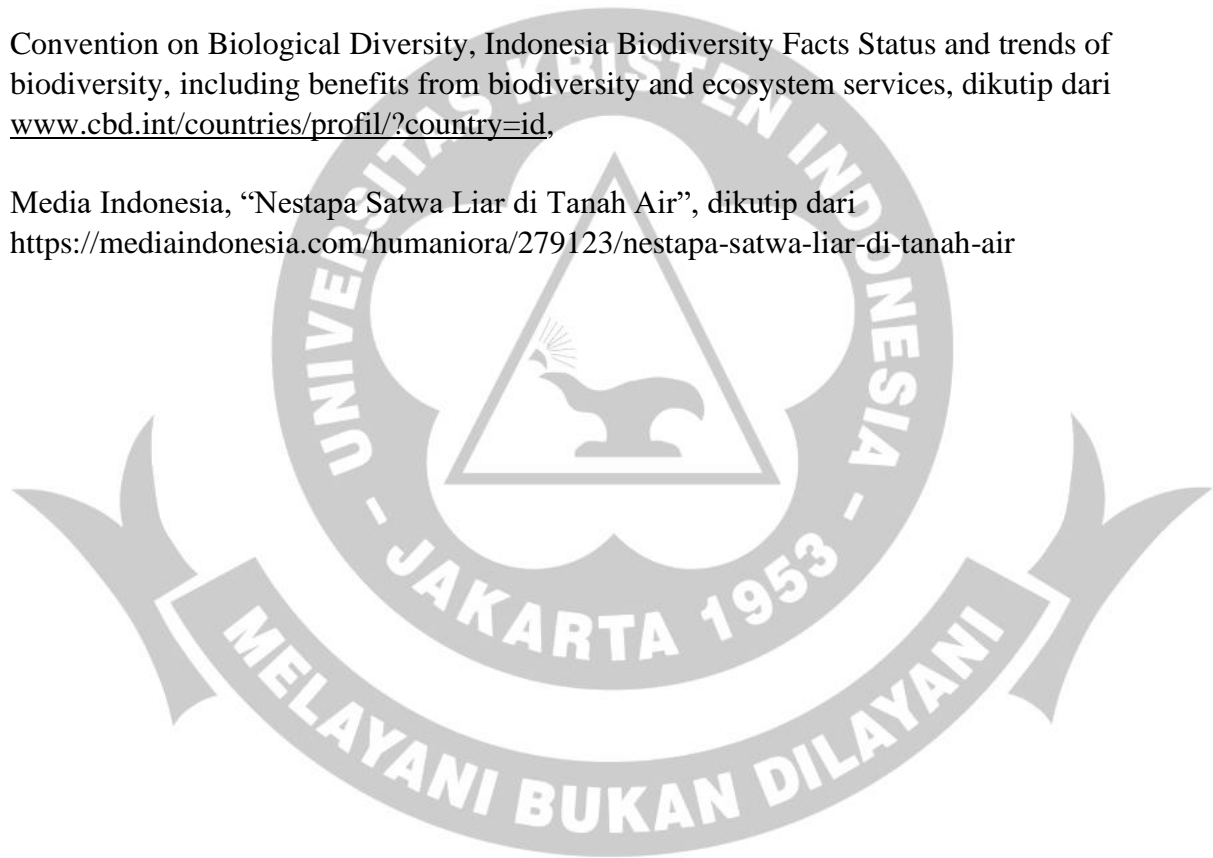 Convention on Biological Diversity, Indonesia Biodiversity Facts Status and trends of
biodiversity, including benefits from biodiversity and ecosystem services, dikutip dari
www.cbd.int/countries/profil/?country=id,
Media Indonesia, “Nestapa Satwa Liar di Tanah Air”, dikutip dari
https://mediaindonesia.com/humaniora/279123/nestapa-satwa-liar-di-tanah-air
UNIVERSITAS KRISTEN INDONESIA
- JAKARTA 1953 -
MELAYANI BUKAN DILAYANI